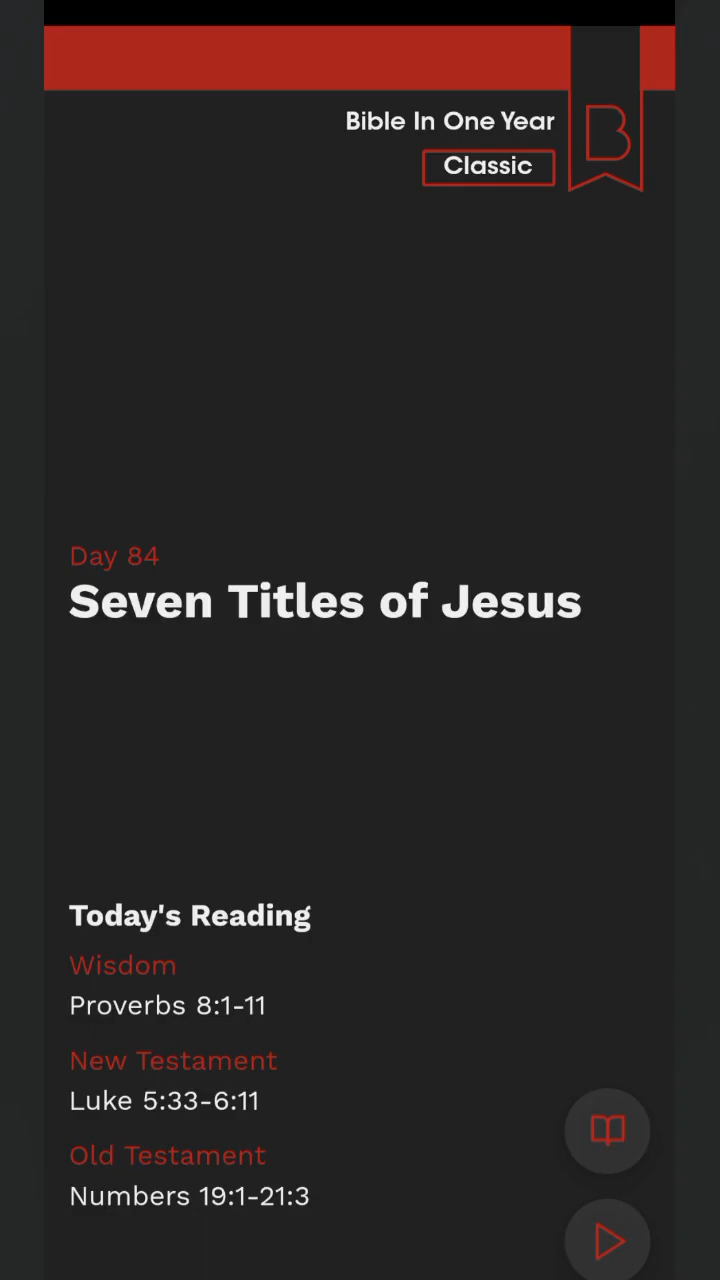 Bible In One Year
Classic
B
Day 84
Seven Titles of Jesus
Today's Reading
Wisdom
Proverbs 8:1-11
New Testament
Luke 5:33-6:11
Old Testament
Numbers 19:1-21:3